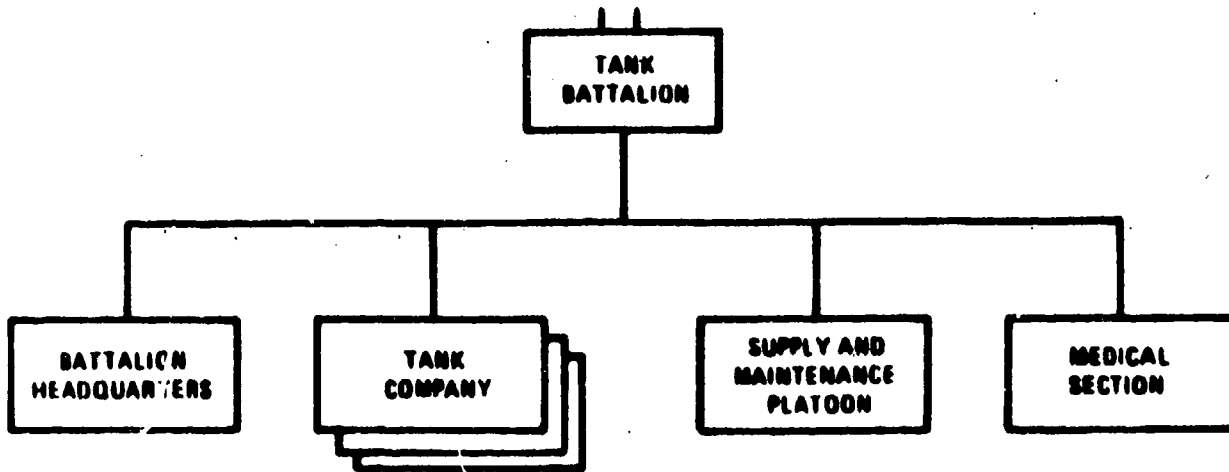 TANK
BATTALION
BATTALION
HEADQUARTERS
TANK
COMPANY
SUPPLY AND
MAINTENANCE
PLATOON
MEDICAL
SECTION